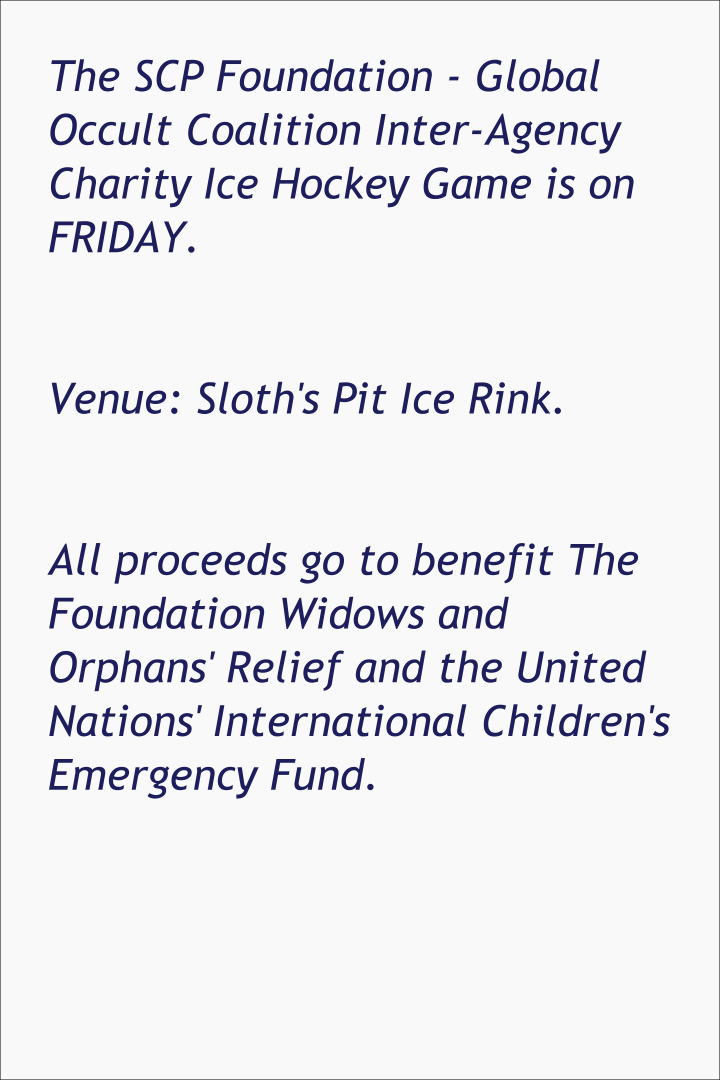 The SCP Foundation - Global
Occult Coalition Inter-Agency
Charity Ice Hockey Game is on
FRIDAY.
Venue: Sloth's Pit Ice Rink.
All proceeds go to benefit The
Foundation Widows and
Orphans' Relief and the United
Nations' International Children's
Emergency Fund.